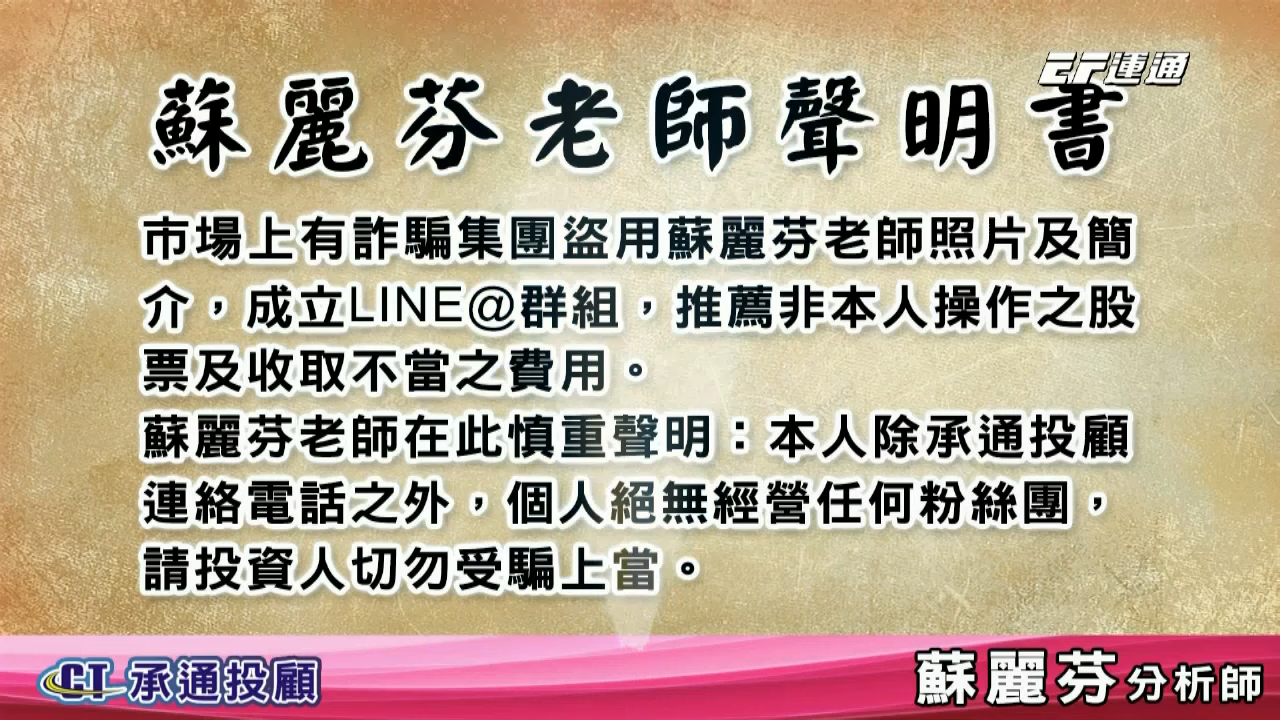 運通
蘇麗芬老師聲明書
市場上有詐騙集團盜用蘇麗芬老師照片及簡
介，成立LINE@群組，推薦非本人操作之股
票及收取不當之費用。
蘇麗芬老師在此慎重聲明：本人除承通投顧
連絡電話之外，個人絕無經營任何粉絲團，
請投資人切勿受騙上當。
CT 承通投顧
蘇麗芬分析師